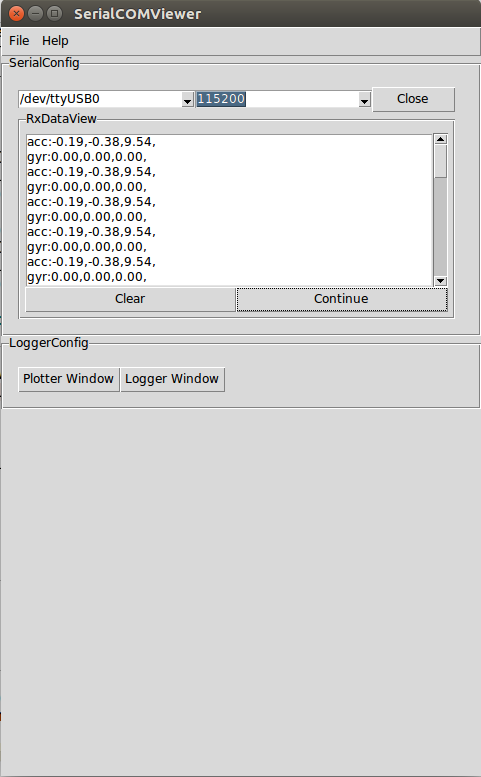 SerialCOMViewer
File Help
SerialConfig
/dev/ttyUSB0 115200 Close
RxDataView
acc:-0.19,-0.38,9.54,
gyr:0.00,0.00,0.00,
acc:-0.19,-0.38,9.54,
gyr:0.00,0.00,0.00,
acc:-0.19,-0.38,9.54,
gyr:0.00,0.00,0.00,
acc:-0.19,-0.38,9.54,
gyr:0.00,0.00,0.00,
acc:-0.19,-0.38,9.54,
gyr:0.00,0.00,0.00,
Clear Continue
LoggerConfig
Plotter Window Logger Window